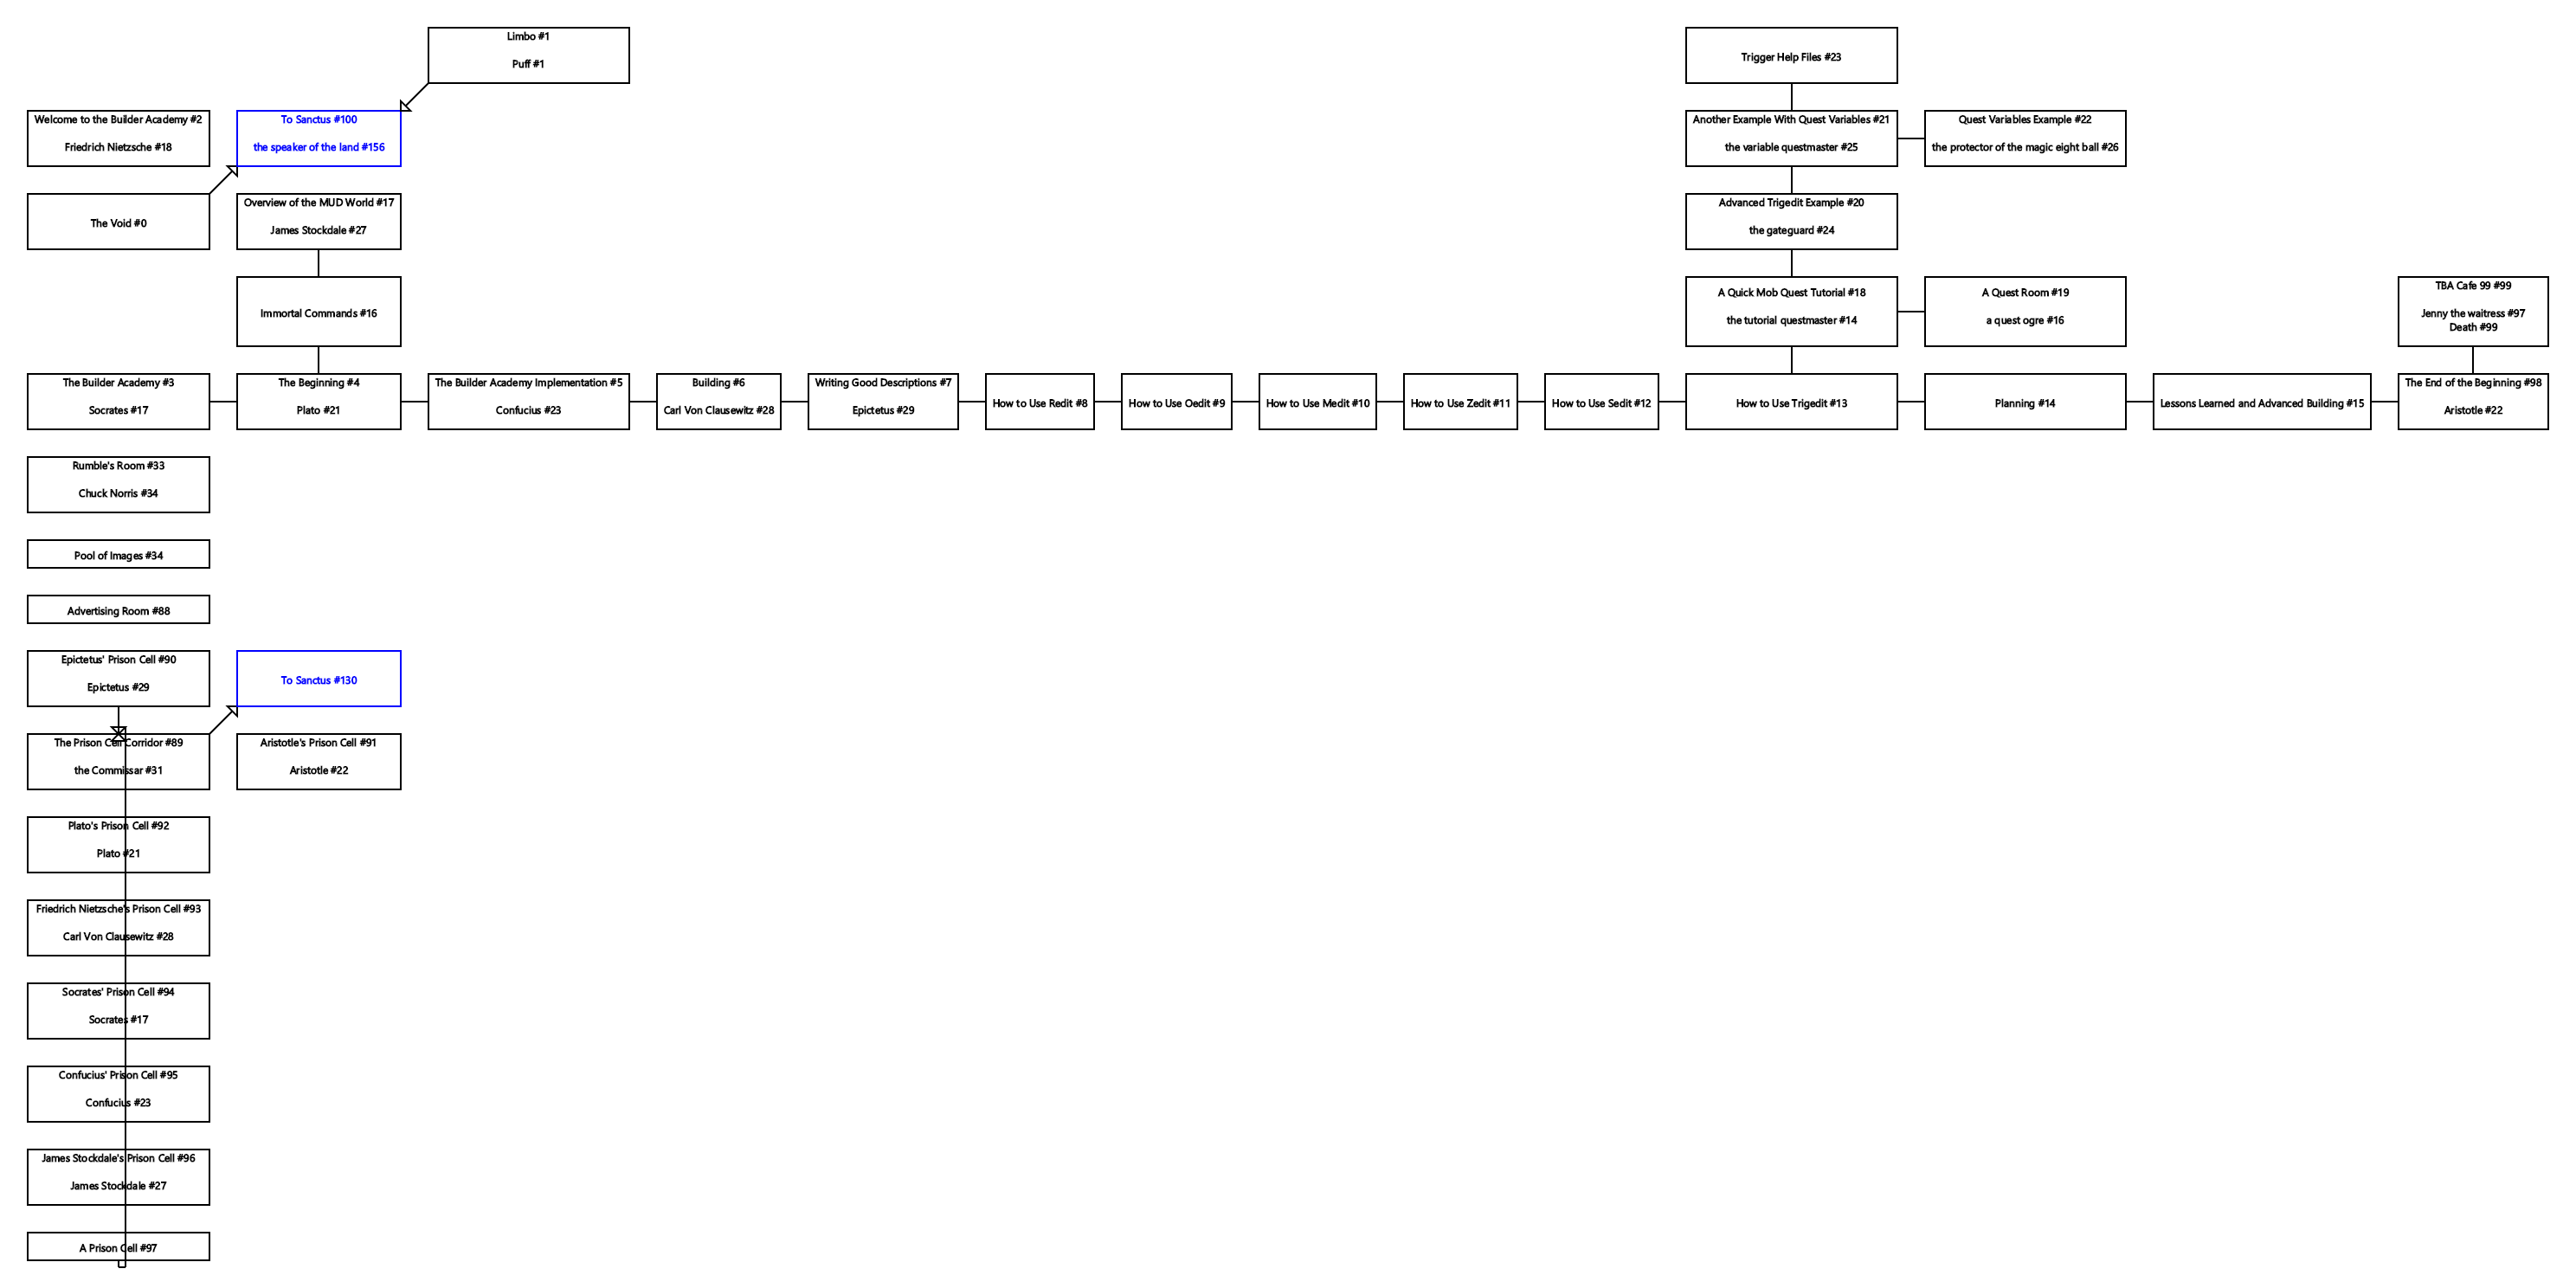 Limbo #1
Puff #1
Trigger Help Files #23
Welcome to the Builder Academy #2
Friedrich Nietzsche #18
To Sanctus #100
the speaker of the land #156
Another Example With Quest Variables #21
the variable questmaster #25
Quest Variables Example #22
the protector of the magic eight ball #26
The Void #0
Overview of the MUD World #17
James Stockdale #27
Advanced Trigedit Example #20
the gateguard #24
Immortal Commands #16
A Quick Mob Quest Tutorial #18
the tutorial questmaster #14
A Quest Room #19
a quest ogre #16
TBA Cafe 99 #99
Jenny the waitress #97
Death #99
The Builder Academy #3
Socrates #17
The Beginning #4
Plato #21
The Builder Academy Implementation #5
Confucius #23
Building #6
Carl Von Clausewitz #28
Writing Good Descriptions #7
Epictetus #29
How to Use Redit #8
How to Use Oedit #9
How to Use Medit #10
How to Use Zedit #11
How to Use Sedit #12
How to Use Trigedit #13
Planning #14
Lessons Learned and Advanced Building #15
The End of the Beginning #98
Aristotle #22
Rumble's Room #33
Chuck Norris #34
Pool of Images #34
Advertising Room #88
Epictetus' Prison Cell #90
Epictetus #29
To Sanctus #130
The Prison Cell Corridor #89
the Commissar #31
Aristotle's Prison Cell #91
Aristotle #22
Plato's Prison Cell #92
Plato #21
Friedrich Nietzsche's Prison Cell #93
Carl Von Clausewitz #28
Socrates' Prison Cell #94
Socrates #17
Confucius' Prison Cell #95
Confucius #23
James Stockdale's Prison Cell #96
James Stockdale #27
A Prison Cell #97